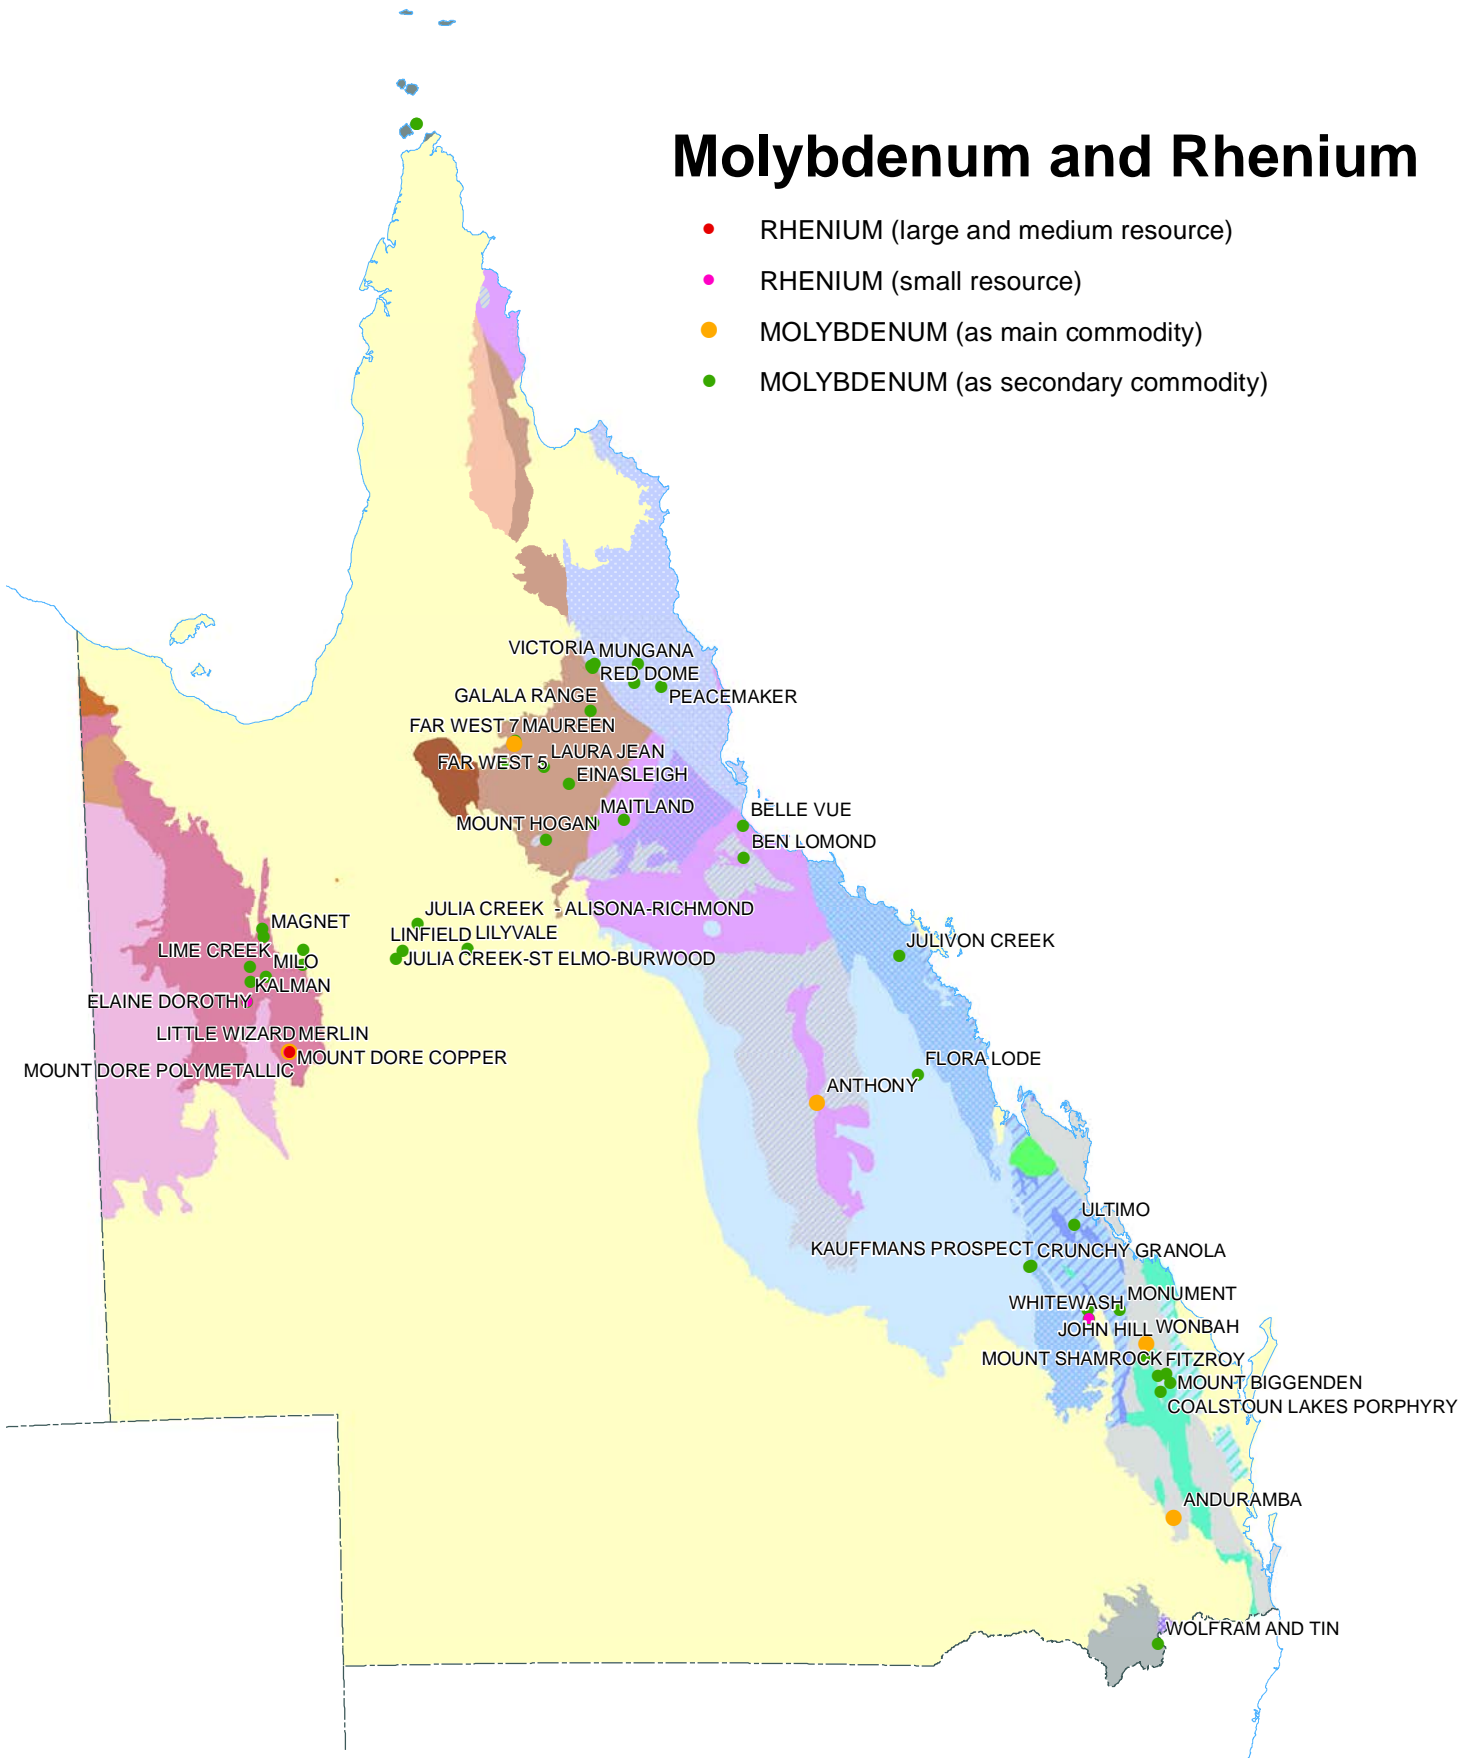 Molybdenum and Rhenium
RHENIUM (large and medium resource)
RHENIUM (small resource)
MOLYBDENUM (as main commodity)
MOLYBDENUM (as secondary commodity)
VICTORIA
MUNGANA
RED DOME
PEACEMAKER
GALALA RANGE
FAR WEST 7
MAUREEN
LAURA JEAN
FAR WEST 5
EINASLEIGH
MAITLAND
MOUNT HOGAN
BELLE VUE
BEN LOMOND
JULIA CREEK - ALISONA-RICHMOND
MAGNET
LINFIELD
LILYVALE
JULIVON CREEK
LIME CREEK
MILO
JULIA CREEK-ST ELMO-BURWOOD
KALMAN
ELAINE DOROTHY
LITTLE WIZARD
MERLIN
MOUNT DORE COPPER
MOUNT DORE POLYMETALLIC
FLORA LODE
ANTHONY
ULTIMO
KAUFFMANS PROSPECT
CRUNCHY GRANOLA
MONUMENT
WHITEWASH
JOHN HILL
WONBAH
MOUNT SHAMROCK
FITZROY
MOUNT BIGGENDEN
COALSTOUN LAKES PORPHYRY
ANDURAMBA
WOLFRAM AND TIN